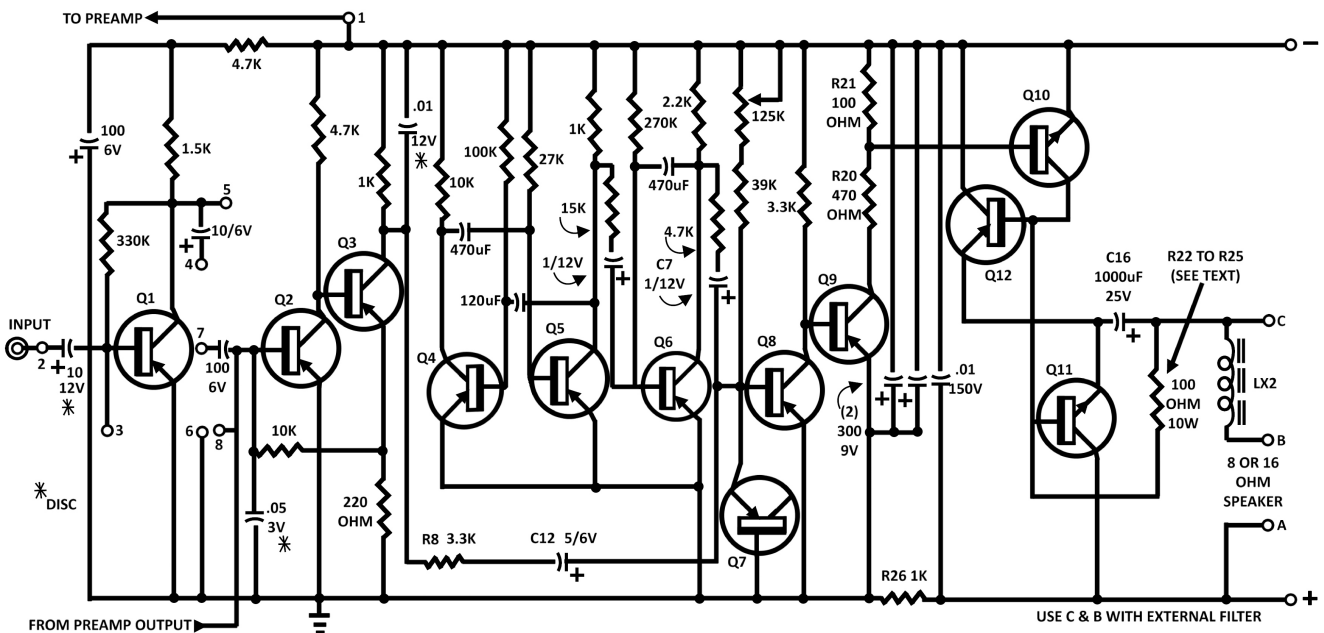 TO PREAMP
1
4.7K
100
6V
1.5K
5
330K
10/6V
4
4.7K
1K
.01
12V
10K
470uF
100K
27K
1K
15K
1/12V
120uF
270K
2.2K
470uF
4.7K
C7
1/12V
125K
39K
3.3K
R21
100
OHM
R20
470
OHM
Q10
Q12
C16
1000uF
25V
R22 TO R25
(SEE TEXT)
INPUT
2
10
12V
3
Q1
7
100
6V
6
8
Q2
Q3
10K
.05
3V
220
OHM
DISC
Q4
Q5
Q6
Q8
Q9
(2)
300
9V
.01
150V
Q11
100
OHM
10W
C
LX2
B
8 OR 16
OHM
SPEAKER
A
R8 3.3K
C12 5/6V
Q7
R26 1K
FROM PREAMP OUTPUT
USE C & B WITH EXTERNAL FILTER